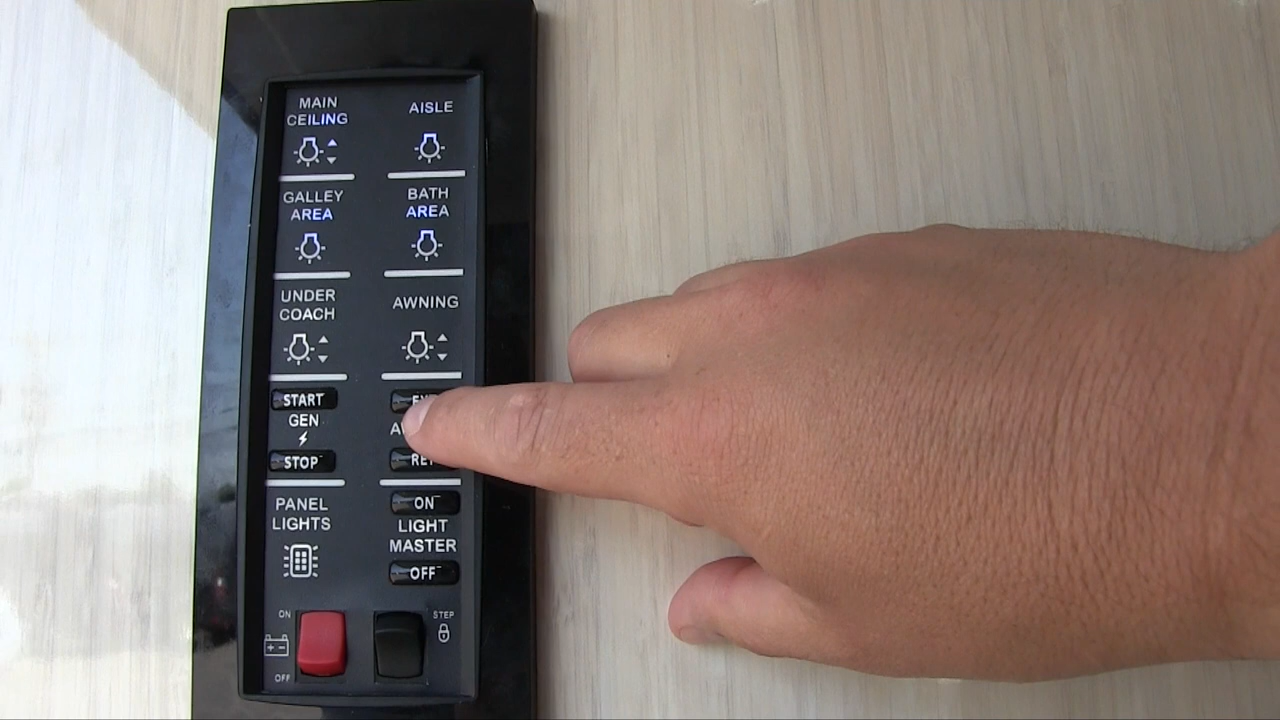 MAIN
CEILING
AISLE
GALLEY
AREA
BATH
AREA
UNDER
COACH
AWNING
START
GEN
STOP
PANEL
LIGHTS
ON
LIGHT
MASTER
OFF
ON
OFF
STEP